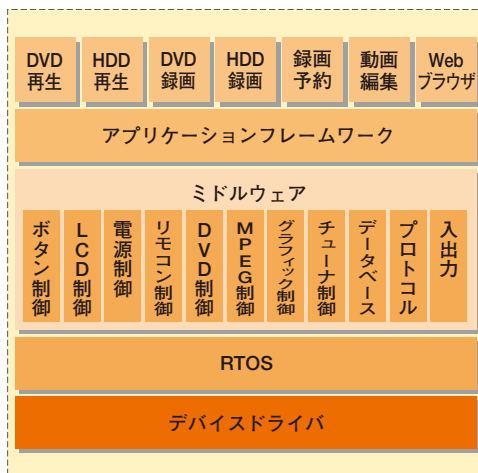 DVD
再生
HDD
再生
DVD
録画
HDD
録画
録画
予約
動画
編集
Web
ブラウザ
アプリケーションフレームワーク
ミドルウェア
ボタン制御
LCD制御
電源制御
リモコン制御
DVD制御
MPEG制御
グラフィック制御
チューナ制御
データベース
プロトコル
入出力
RTOS
デバイスドライバ